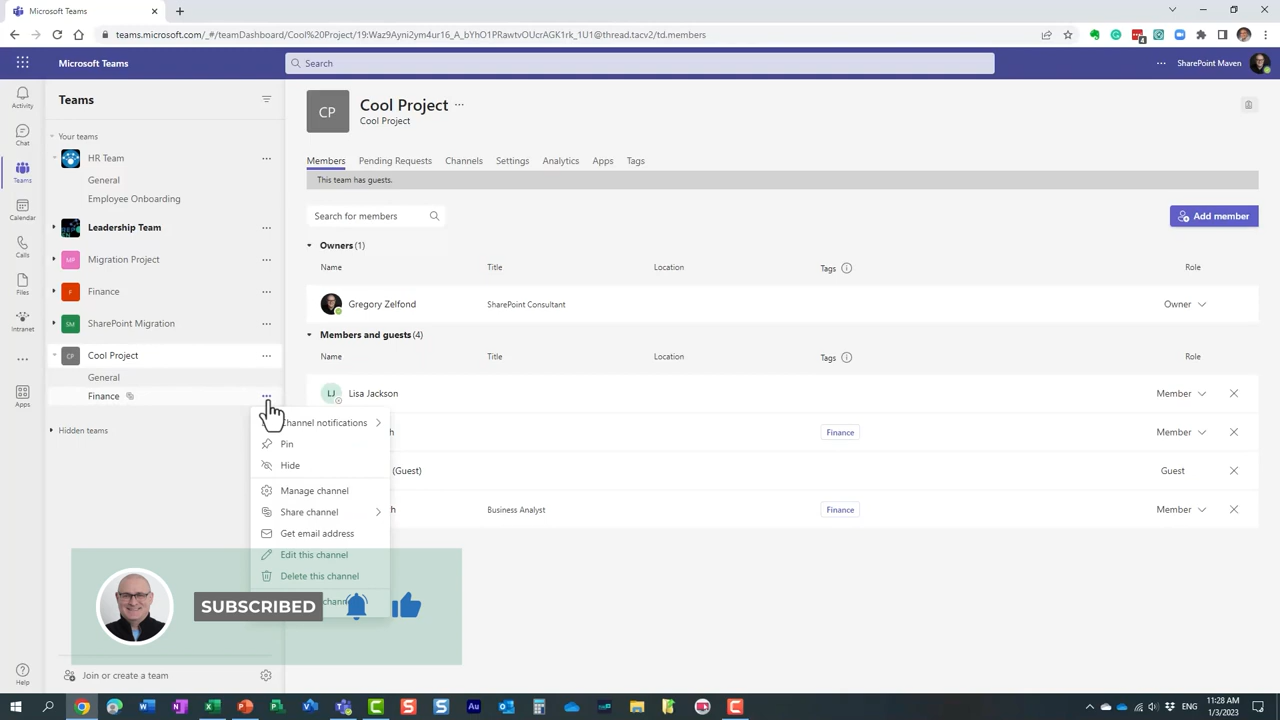 Microsoft Teams
teams.microsoft.com/_#/teamDashboard/Cool%20Project/19:Waz9Ayni2ym4ur16_A_bYhO1PRawtvOUcrAGK1rk_1U1@thread.tacv2/td.members
Microsoft Teams
Search
SharePoint Maven
Activity
Chat
Teams
Calendar
Calls
Files
Intranet
Apps
Help
Teams
Your teams
HR Team
General
Employee Onboarding
Leadership Team
MP Migration Project
F Finance
SM SharePoint Migration
CP Cool Project
General
Finance
Hidden teams
Join or create a team
Channel notifications
Pin
Hide
Manage channel
Share channel
Get email address
Edit this channel
Delete this channel
SUBSCRIBED
CP
Cool Project
Cool Project
Members Pending Requests Channels Settings Analytics Apps Tags
This team has guests.
Search for members
Add member
Owners (1)
Name Title Location Tags Role
Gregory Zelfond SharePoint Consultant Owner
Members and guests (4)
Name Title Location Tags Role
LJ Lisa Jackson Member
Finance Member
(Guest) Guest
Business Analyst Finance Member
11:28 AM
ENG
1/3/2023